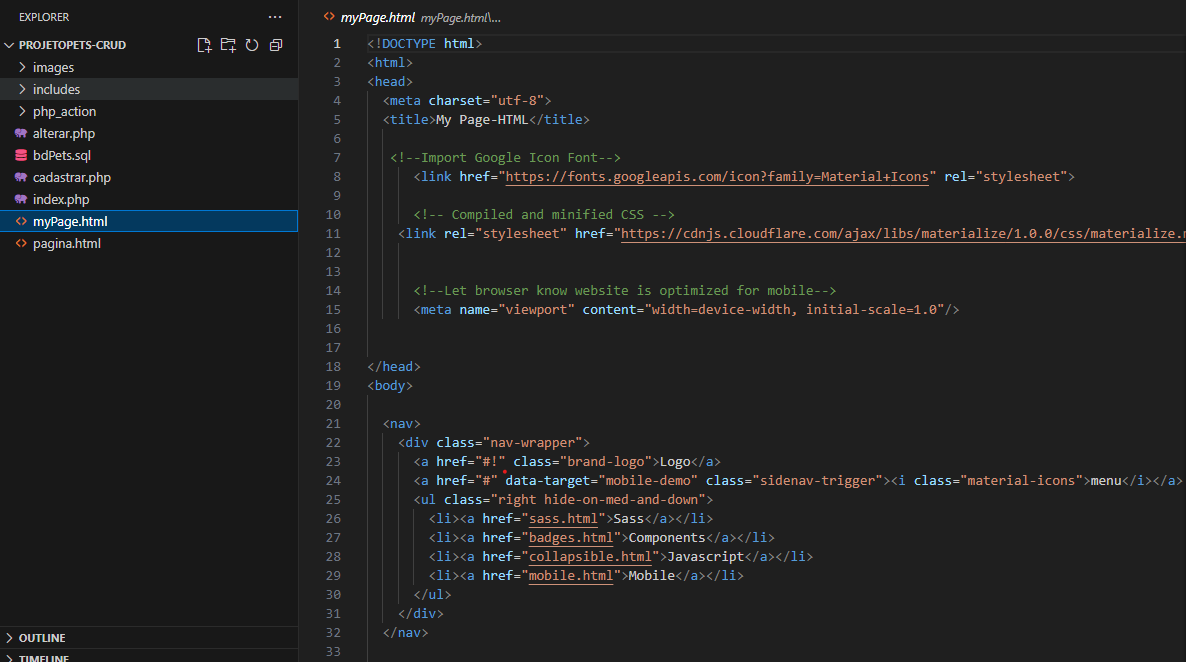 EXPLORER
PROJETOPETS-CRUD
images
includes
php_action
alterar.php
bdPets.sql
cadastrar.php
index.php
myPage.html
pagina.html
OUTLINE
TIMELINE
myPage.html myPage.html\...
1 <!DOCTYPE html>
2 <html>
3 <head>
4 <meta charset="utf-8">
5 <title>My Page-HTML</title>
6
7 <!--Import Google Icon Font-->
8 <link href="https://fonts.googleapis.com/icon?family=Material+Icons" rel="stylesheet">
9
10 <!-- Compiled and minified CSS -->
11 <link rel="stylesheet" href="https://cdnjs.cloudflare.com/ajax/libs/materialize/1.0.0/css/materialize.
12
13
14 <!--Let browser know website is optimized for mobile-->
15 <meta name="viewport" content="width=device-width, initial-scale=1.0"/>
16
17
18 </head>
19 <body>
20
21 <nav>
22 <div class="nav-wrapper">
23 <a href="#!" class="brand-logo">Logo</a>
24 <a href="#" data-target="mobile-demo" class="sidenav-trigger"><i class="material-icons">menu</i></a>
25 <ul class="right hide-on-med-and-down">
26 <li><a href="sass.html">Sass</a></li>
27 <li><a href="badges.html">Components</a></li>
28 <li><a href="collapsible.html">Javascript</a></li>
29 <li><a href="mobile.html">Mobile</a></li>
30 </ul>
31 </div>
32 </nav>
33